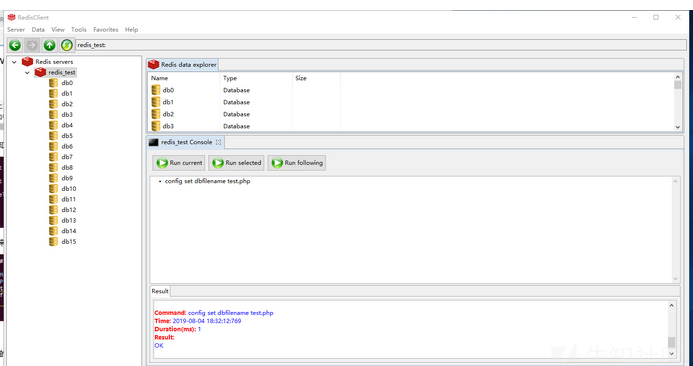 RedisClient
Server Data View Tools Favorites Help
redis_test:
Redis servers
redis_test
db0
db1
db2
db3
db4
db5
db6
db7
db8
db9
db10
db11
db12
db13
db14
db15
Redis data explorer
Name Type Size
db0 Database
db1 Database
db2 Database
db3 Database
redis_test Console
Run current Run selected Run following
config set dbfilename test.php
Result
Command: config set dbfilename test.php
Time: 2019-08-04 18:32:12:769
Duration(ms): 1
Result:
OK